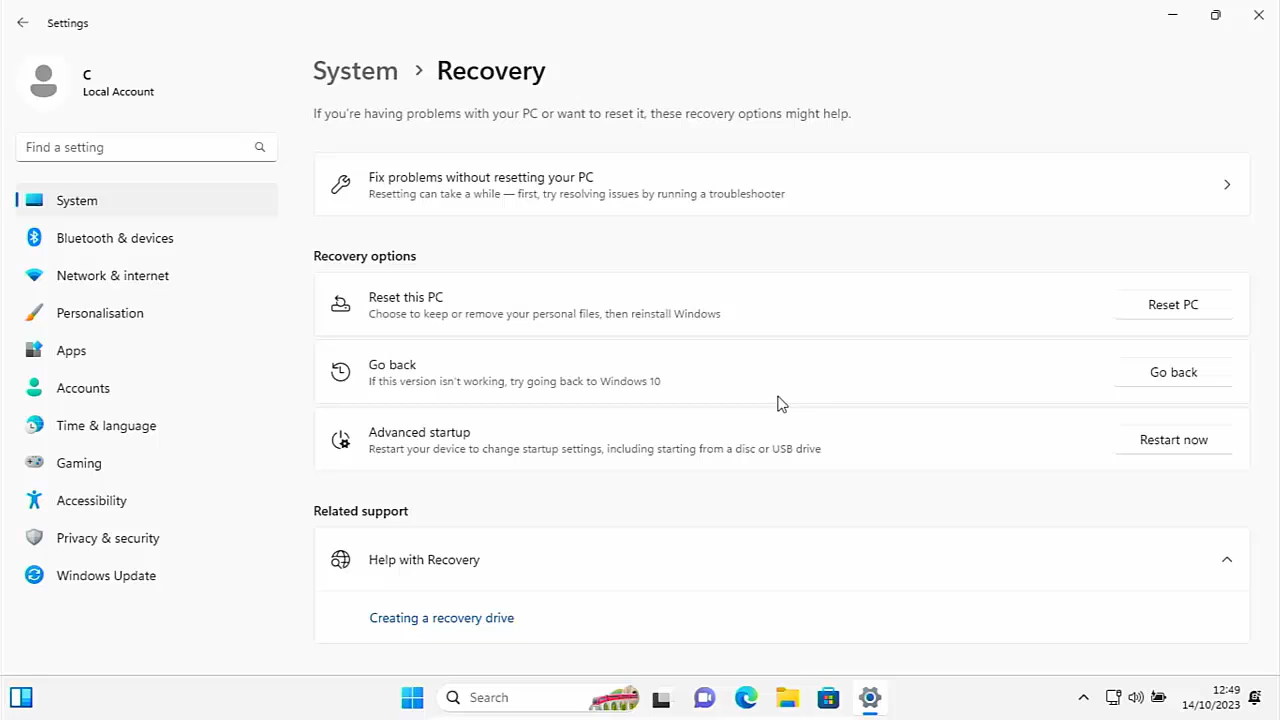 Settings
C
Local Account
Find a setting
System
Bluetooth & devices
Network & internet
Personalisation
Apps
Accounts
Time & language
Gaming
Accessibility
Privacy & security
Windows Update
System > Recovery
If you're having problems with your PC or want to reset it, these recovery options might help.
Fix problems without resetting your PC
Resetting can take a while — first, try resolving issues by running a troubleshooter
Recovery options
Reset this PC
Choose to keep or remove your personal files, then reinstall Windows
Reset PC
Go back
If this version isn't working, try going back to Windows 10
Go back
Advanced startup
Restart your device to change startup settings, including starting from a disc or USB drive
Restart now
Related support
Help with Recovery
Creating a recovery drive
Search
12:49
14/10/2023